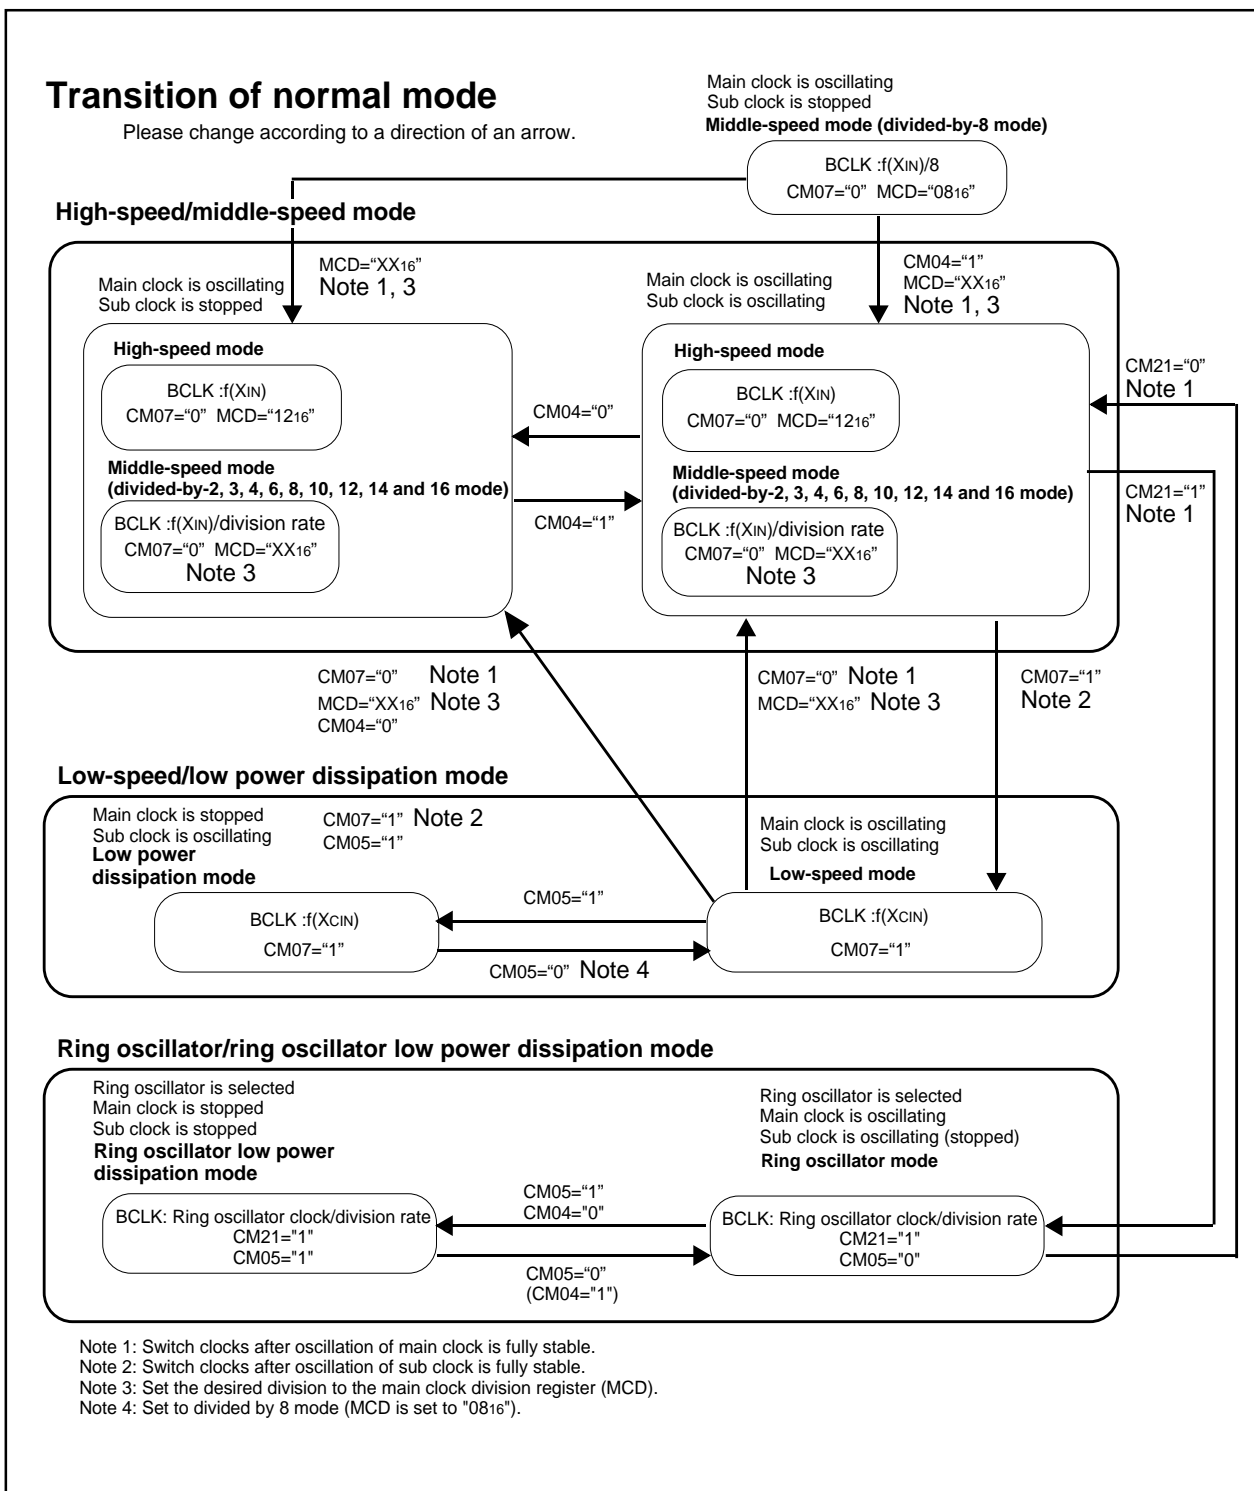 Transition of normal mode
Please change according to a direction of an arrow.
Main clock is oscillating
Sub clock is stopped
Middle-speed mode (divided-by-8 mode)
BCLK :f(XIN)/8
CM07=“0” MCD=“0816”
High-speed/middle-speed mode
MCD=“XX16”
Note 1, 3
Main clock is oscillating
Sub clock is stopped
CM04=“1”
MCD=“XX16”
Note 1, 3
Main clock is oscillating
Sub clock is oscillating
High-speed mode
BCLK :f(XIN)
CM07=“0” MCD=“1216”
Middle-speed mode
(divided-by-2, 3, 4, 6, 8, 10, 12, 14 and 16 mode)
BCLK :f(XIN)/division rate
CM07=“0” MCD=“XX16”
Note 3
CM04=“0”
CM04=“1”
High-speed mode
BCLK :f(XIN)
CM07=“0” MCD=“1216”
Middle-speed mode
(divided-by-2, 3, 4, 6, 8, 10, 12, 14 and 16 mode)
BCLK :f(XIN)/division rate
CM07=“0” MCD=“XX16”
Note 3
CM21=“0”
Note 1
CM21=“1”
Note 1
CM07=“0” Note 1
MCD=“XX16” Note 3
CM04=“0”
CM07=“0” Note 1
MCD=“XX16” Note 3
CM07=“1”
Note 2
Low-speed/low power dissipation mode
Main clock is stopped
Sub clock is oscillating
Low power
dissipation mode
CM07=“1” Note 2
CM05=“1”
BCLK :f(XCIN)
CM07=“1”
CM05=“1”
CM05=“0” Note 4
Main clock is oscillating
Sub clock is oscillating
Low-speed mode
BCLK :f(XCIN)
CM07=“1”
Ring oscillator/ring oscillator low power dissipation mode
Ring oscillator is selected
Main clock is stopped
Sub clock is stopped
Ring oscillator low power
dissipation mode
BCLK: Ring oscillator clock/division rate
CM21="1"
CM05="1"
CM05=“1”
CM04="0"
CM05=“0”
(CM04="1")
Ring oscillator is selected
Main clock is oscillating
Sub clock is oscillating (stopped)
Ring oscillator mode
BCLK: Ring oscillator clock/division rate
CM21="1"
CM05="0"
Note 1: Switch clocks after oscillation of main clock is fully stable.
Note 2: Switch clocks after oscillation of sub clock is fully stable.
Note 3: Set the desired division to the main clock division register (MCD).
Note 4: Set to divided by 8 mode (MCD is set to "0816").